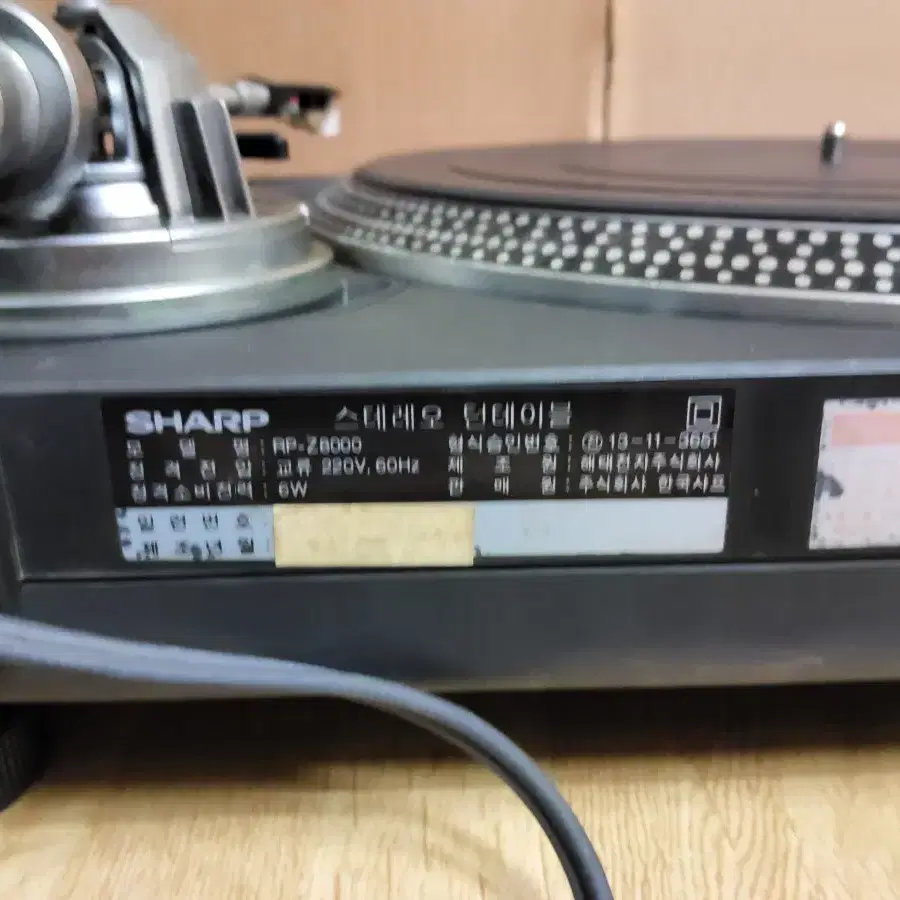 SHARP 스테레오 턴테이블
모 델 명 : RP-Z8000 형식승인번호 : 13-11-3661
정 격 전 압 : 교류 220V, 60Hz 제 조 원 : 해태전자주식회사
정격소비전력 : 6W 판 매 원 : 주식회사 한국샤프
일 련 번 호
제 조 년 월